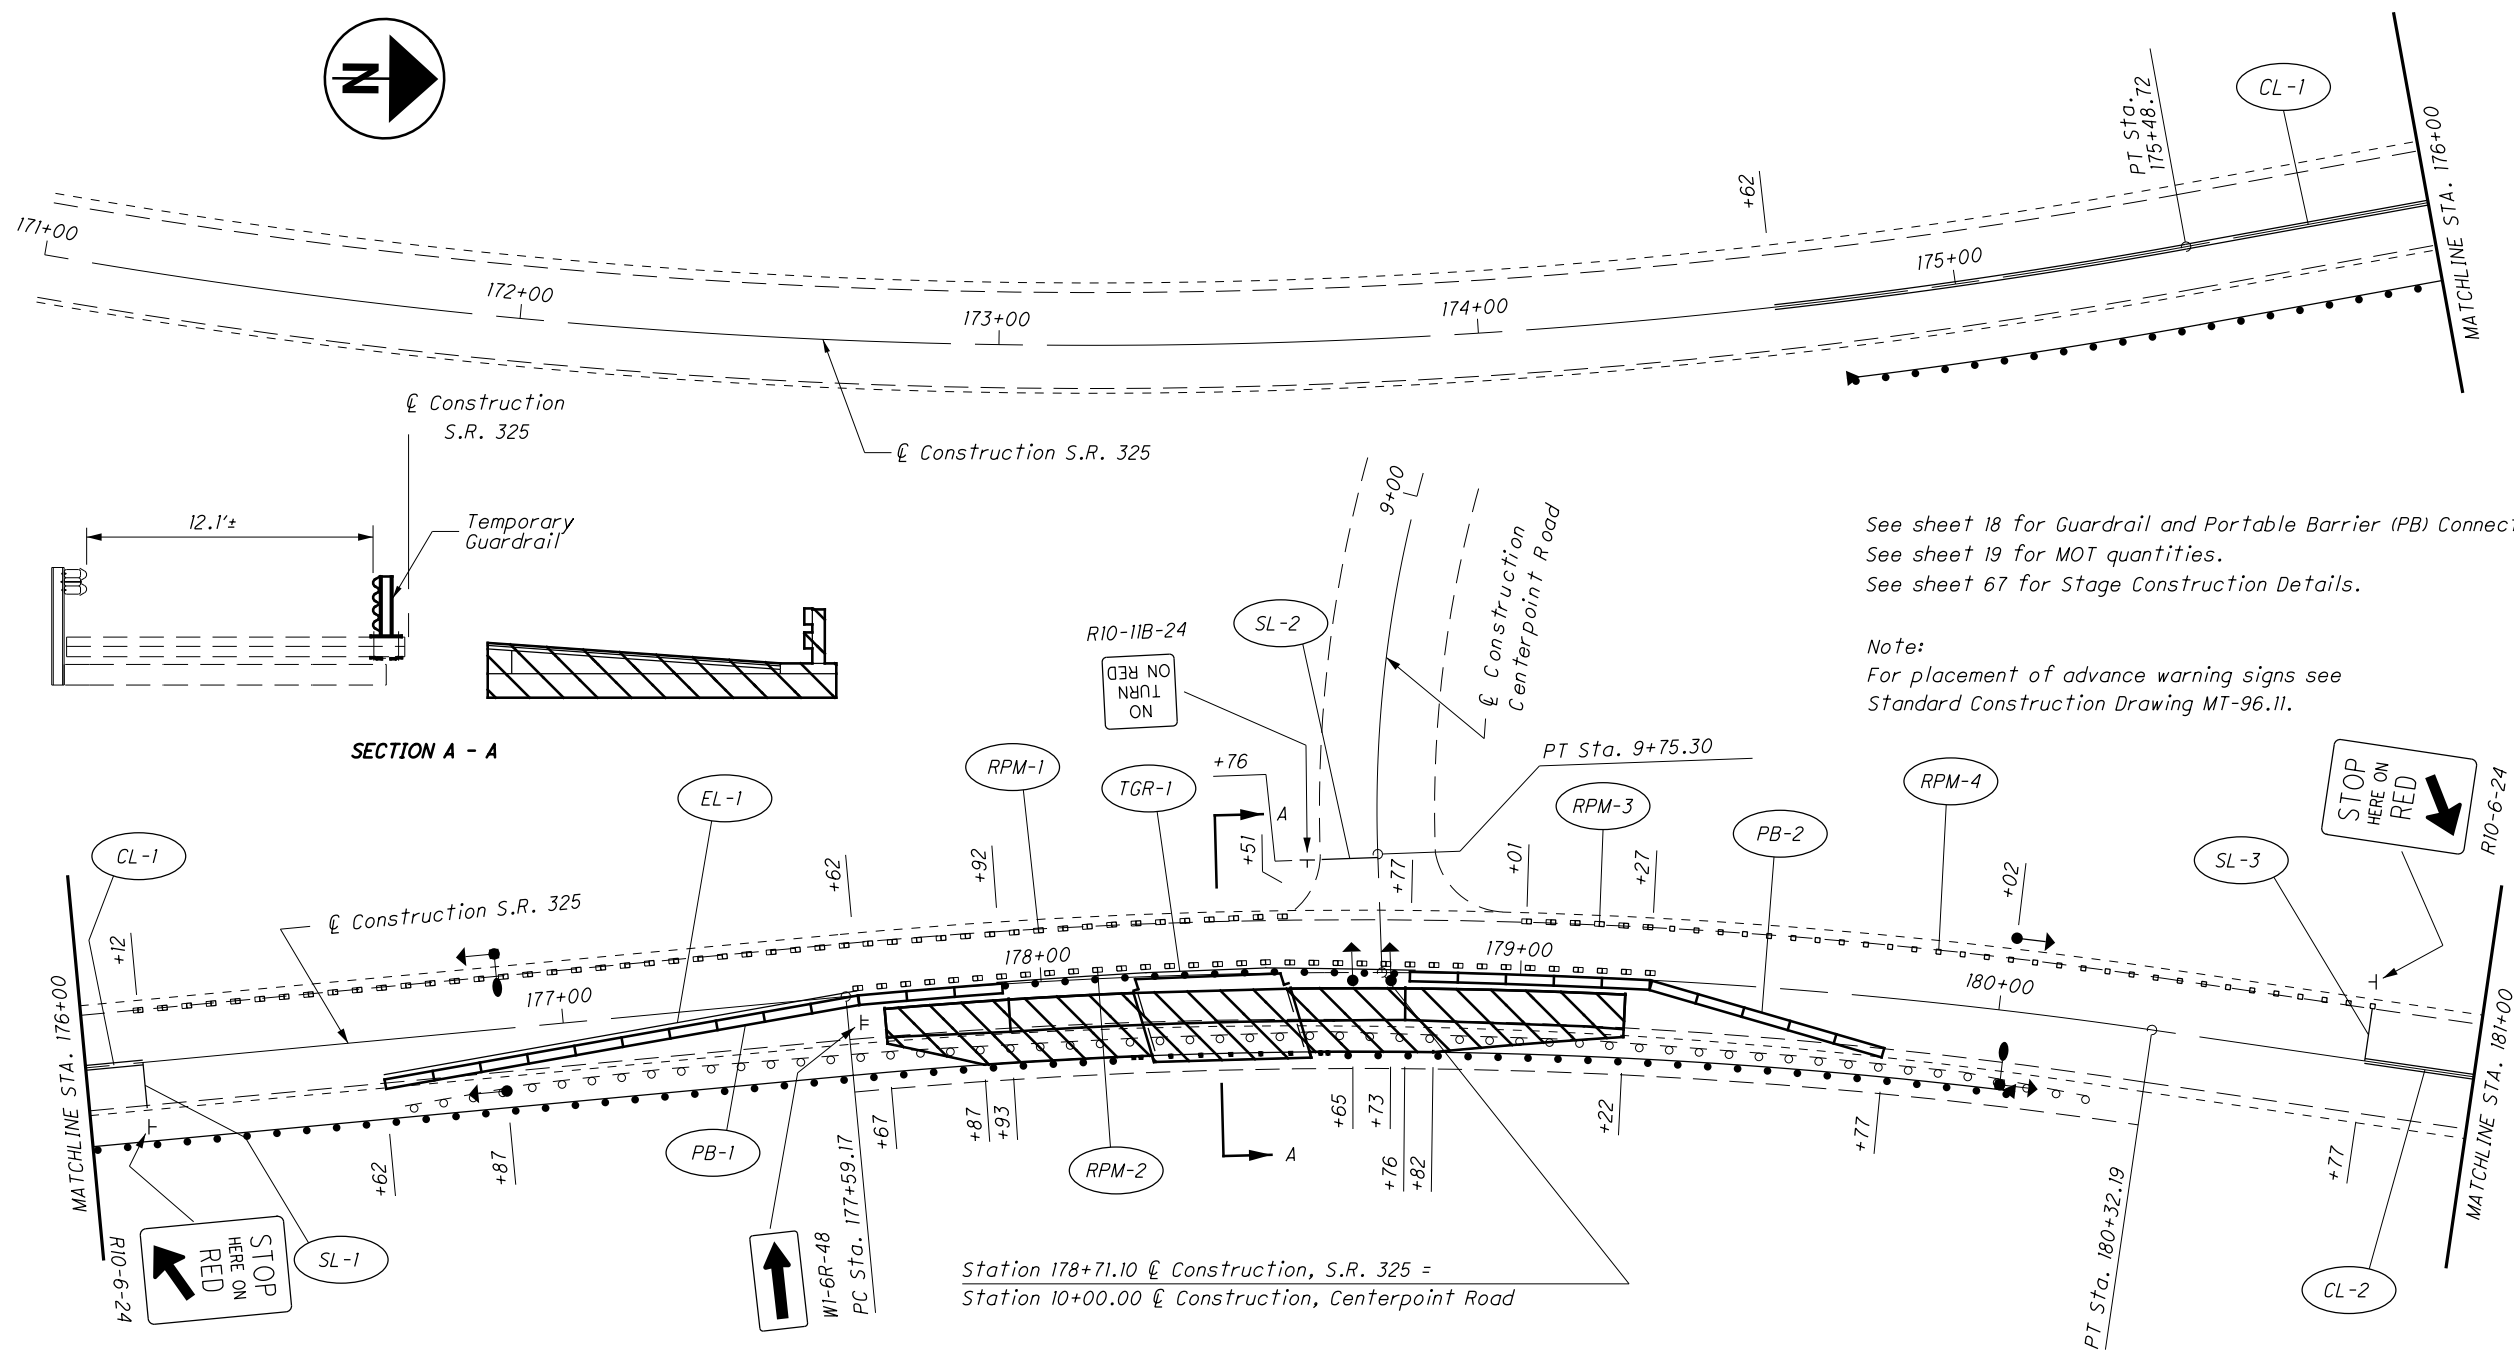 N
171+00
172+00
173+00
174+00
175+00
+62
PT Sta.
175+48.72
CL-1
MATCHLINE STA. 176+00
℄ Construction
S.R. 325
℄ Construction S.R. 325
12.1'±
Temporary
Guardrail
SECTION A - A
9+00
℄ Construction
Centerpoint Road
See sheet 18 for Guardrail and Portable Barrier (PB)
See sheet 19 for MOT quantities.
See sheet 67 for Stage Construction Details.
Note:
For placement of advance warning signs see
Standard Construction Drawing MT-96.11.
R10-11B-24
NO
TURN
ON RED
SL-2
PT Sta. 9+75.30
+76
A
+51
+77
+01
+27
+02
RPM-1
TGR-1
EL-1
RPM-3
PB-2
RPM-4
SL-3
STOP
HERE ON
RED
R10-6-24
CL-1
+12
℄ Construction S.R. 325
+62
+92
MATCHLINE STA. 176+00
177+00
178+00
179+00
180+00
MATCHLINE STA. 181+00
+62
+87
PB-1
+67
+87
+93
RPM-2
A
+65
+73
+76
+82
+22
+77
+77
PT Sta. 180+32.19
CL-2
R10-6-24
STOP
HERE ON
RED
SL-1
W1-6R-48
PC Sta. 177+59.17
Station 178+71.10 ℄ Construction, S.R. 325 =
Station 10+00.00 ℄ Construction, Centerpoint Road